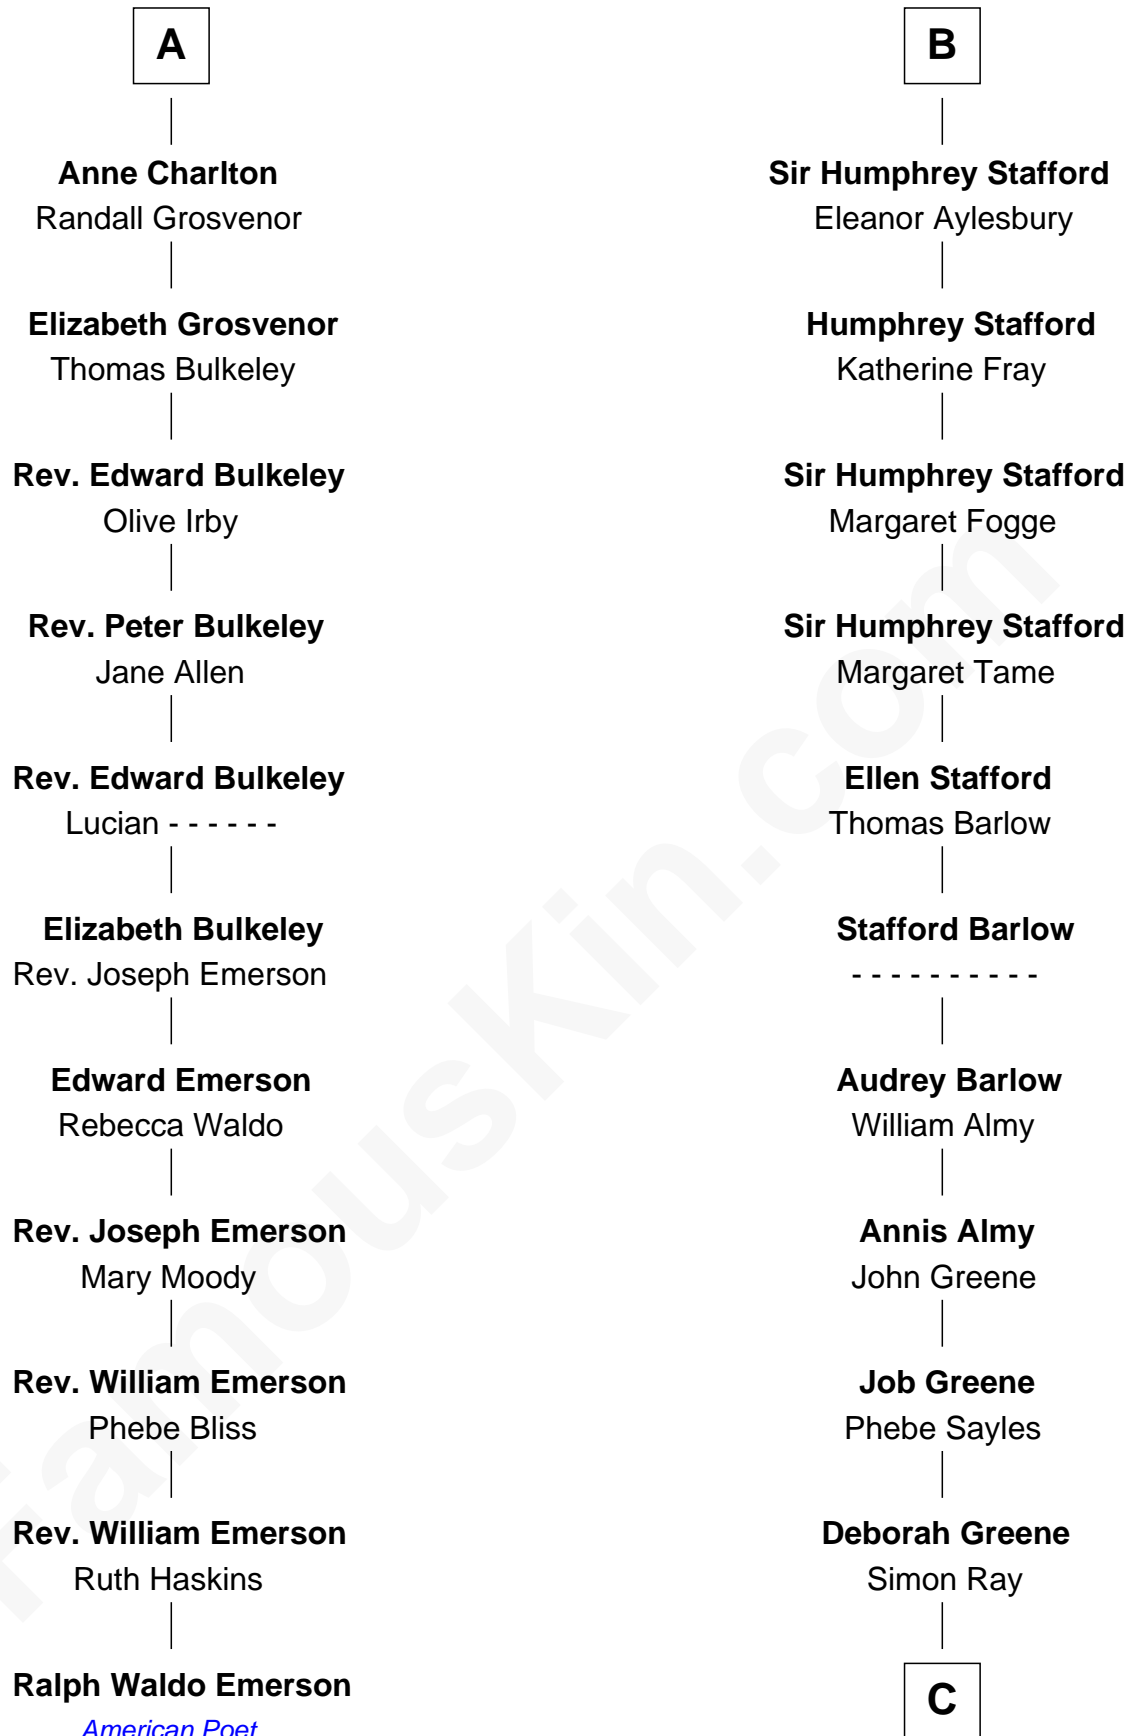 A
Anne Charlton
Randall Grosvenor
Elizabeth Grosvenor
Thomas Bulkeley
Rev. Edward Bulkeley
Olive Irby
Rev. Peter Bulkeley
Jane Allen
Rev. Edward Bulkeley
Lucian - - - - - -
Elizabeth Bulkeley
Rev. Joseph Emerson
Edward Emerson
Rebecca Waldo
Rev. Joseph Emerson
Mary Moody
Rev. William Emerson
Phebe Bliss
Rev. William Emerson
Ruth Haskins
Ralph Waldo Emerson
American Poet
B
Sir Humphrey Stafford
Eleanor Aylesbury
Humphrey Stafford
Katherine Fray
Sir Humphrey Stafford
Margaret Fogge
Sir Humphrey Stafford
Margaret Tame
Ellen Stafford
Thomas Barlow
Stafford Barlow
- - - - - - - - - -
Audrey Barlow
William Almy
Annis Almy
John Greene
Job Greene
Phebe Sayles
Deborah Greene
Simon Ray
C
FamousKin.com